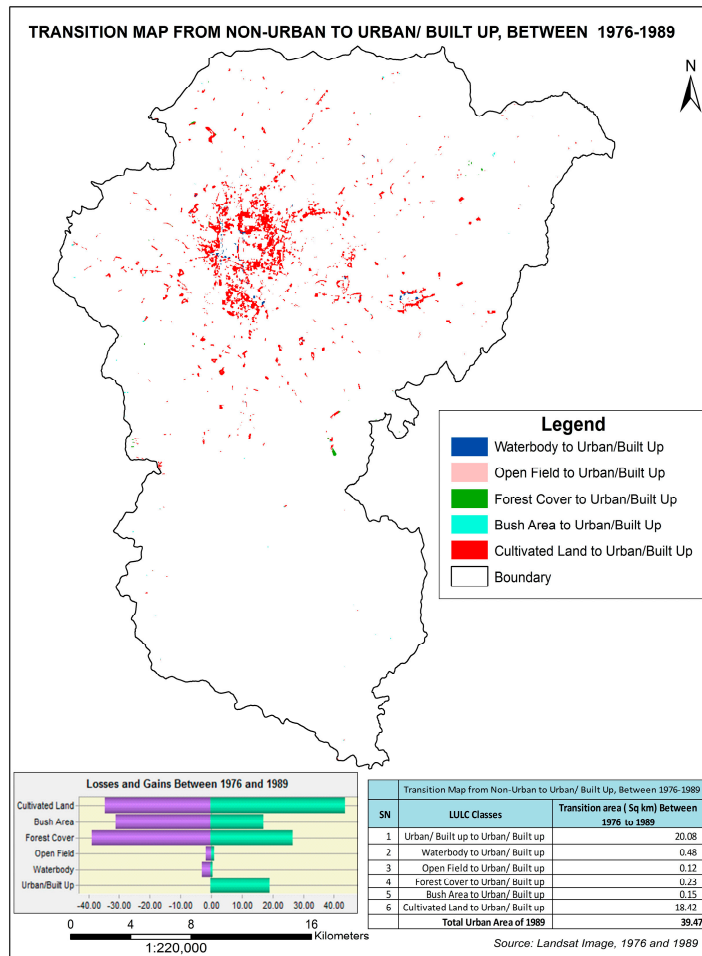 TRANSITION MAP FROM NON-URBAN TO URBAN/ BUILT UP, BETWEEN 1976-1989
N
Legend
Waterbody to Urban/Built Up
Open Field to Urban/Built Up
Forest Cover to Urban/Built Up
Bush Area to Urban/Built Up
Cultivated Land to Urban/Built Up
Boundary
Losses and Gains Between 1976 and 1989
Cultivated Land
Bush Area
Forest Cover
Open Field
Waterbody
Urban/Built Up
-40.00 -30.00 -20.00 -10.00 0.00 10.00 20.00 30.00 40.00
0 4 8 16
Kilometers
1:220,000
Transition Map from Non-Urban to Urban/ Built Up, Between 1976-1989
SN LULC Classes Transition area ( Sq km) Between
1976 to 1989
1 Urban/ Built up to Urban/ Built up 20.08
2 Waterbody to Urban/ Built up 0.48
3 Open Field to Urban/ Built up 0.12
4 Forest Cover to Urban/ Built up 0.23
5 Bush Area to Urban/ Built up 0.15
6 Cultivated Land to Urban/ Built up 18.42
Total Urban Area of 1989 39.47
Source: Landsat Image, 1976 and 1989